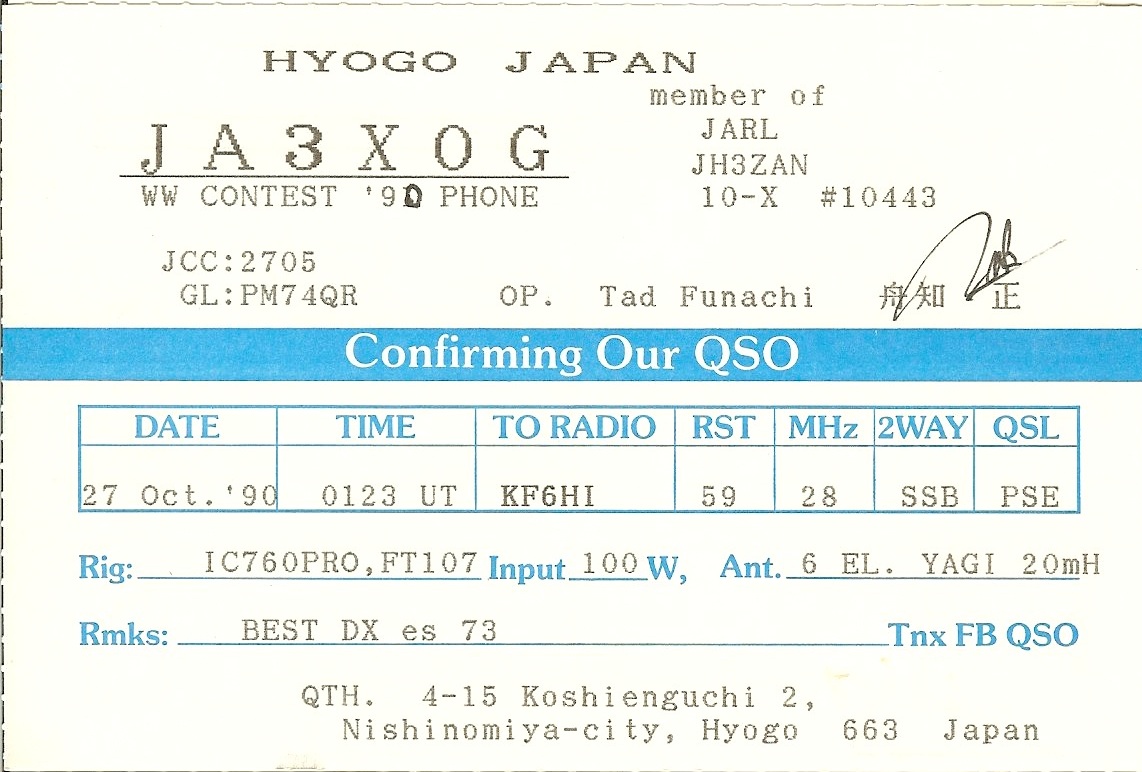 HYOGO JAPAN
member of
JA3XOG
JARL
JH3ZAN
WW CONTEST '90 PHONE
10-X #10443
JCC:2705
GL:PM74QR
OP. Tad Funachi 舟知 正
Confirming Our QSO
DATE TIME TO RADIO RST MHz 2WAY QSL
27 Oct.'90 0123 UT KF6HI 59 28 SSB PSE
Rig: IC760PRO,FT107 Input 100 W, Ant. 6 EL. YAGI 20mH
Rmks: BEST DX es 73 Tnx FB QSO
QTH. 4-15 Koshienguchi 2,
Nishinomiya-city, Hyogo 663 Japan